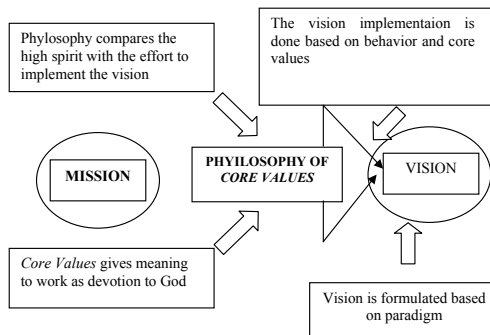 Phylosophy compares the
high spirit with the effort to
implement the vision
The vision implementaion is
done based on behavior and core
values
MISSION
PHYILOSOPHY OF
CORE VALUES
VISION
Core Values gives meaning
to work as devotion to God
Vision is formulated based
on paradigm